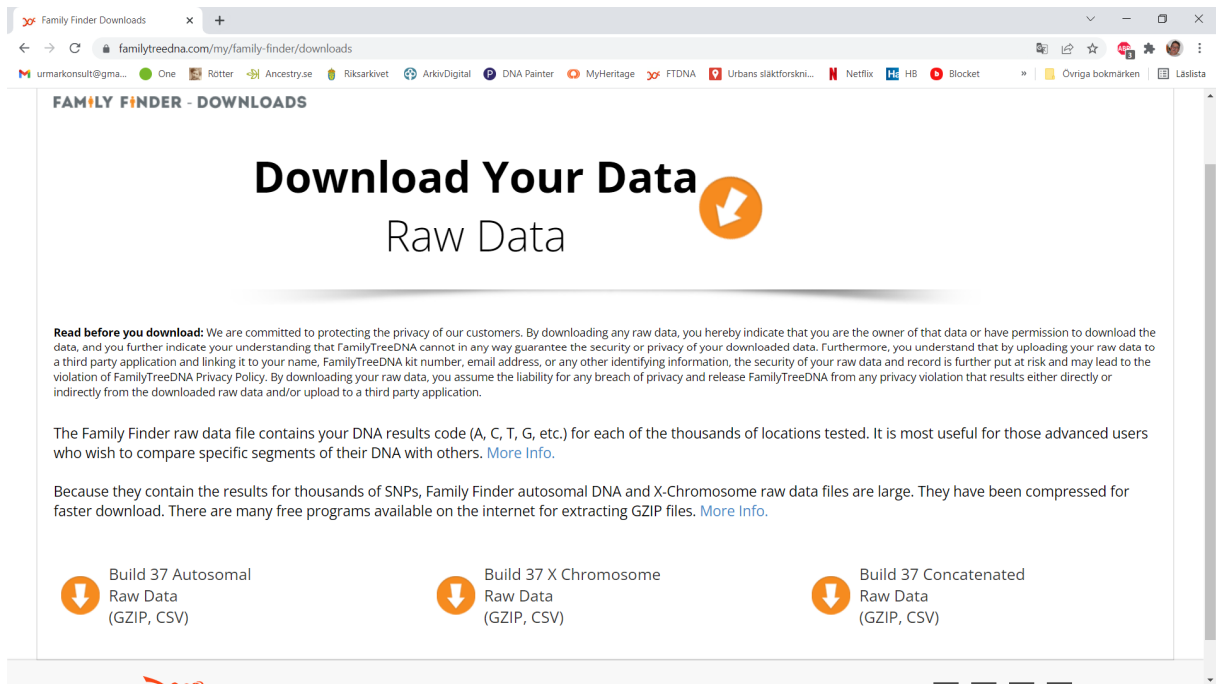 Family Finder Downloads
familytreedna.com/my/family-finder/downloads
urmarkonsult@gma... One Rötter Ancestry.se Riksarkivet ArkivDigital DNA Painter MyHeritage FTDNA Urbans släktforskni... Netflix HB Blocket » Övriga bokmärken Läslista
FAMILY FINDER - DOWNLOADS
Download Your Data
Raw Data
Read before you download: We are committed to protecting the privacy of our customers. By downloading any raw data, you hereby indicate that you are the owner of that data or have permission to download the
data, and you further indicate your understanding that FamilyTreeDNA cannot in any way guarantee the security or privacy of your downloaded data. Furthermore, you understand that by uploading your raw data to
a third party application and linking it to your name, FamilyTreeDNA kit number, email address, or any other identifying information, the security of your raw data and record is further put at risk and may lead to the
violation of FamilyTreeDNA Privacy Policy. By downloading your raw data, you assume the liability for any breach of privacy and release FamilyTreeDNA from any privacy violation that results either directly or
indirectly from the downloaded raw data and/or upload to a third party application.
The Family Finder raw data file contains your DNA results code (A, C, T, G, etc.) for each of the thousands of locations tested. It is most useful for those advanced users
who wish to compare specific segments of their DNA with others. More Info.
Because they contain the results for thousands of SNPs, Family Finder autosomal DNA and X-Chromosome raw data files are large. They have been compressed for
faster download. There are many free programs available on the internet for extracting GZIP files. More Info.
Build 37 Autosomal
Raw Data
(GZIP, CSV)
Build 37 X Chromosome
Raw Data
(GZIP, CSV)
Build 37 Concatenated
Raw Data
(GZIP, CSV)